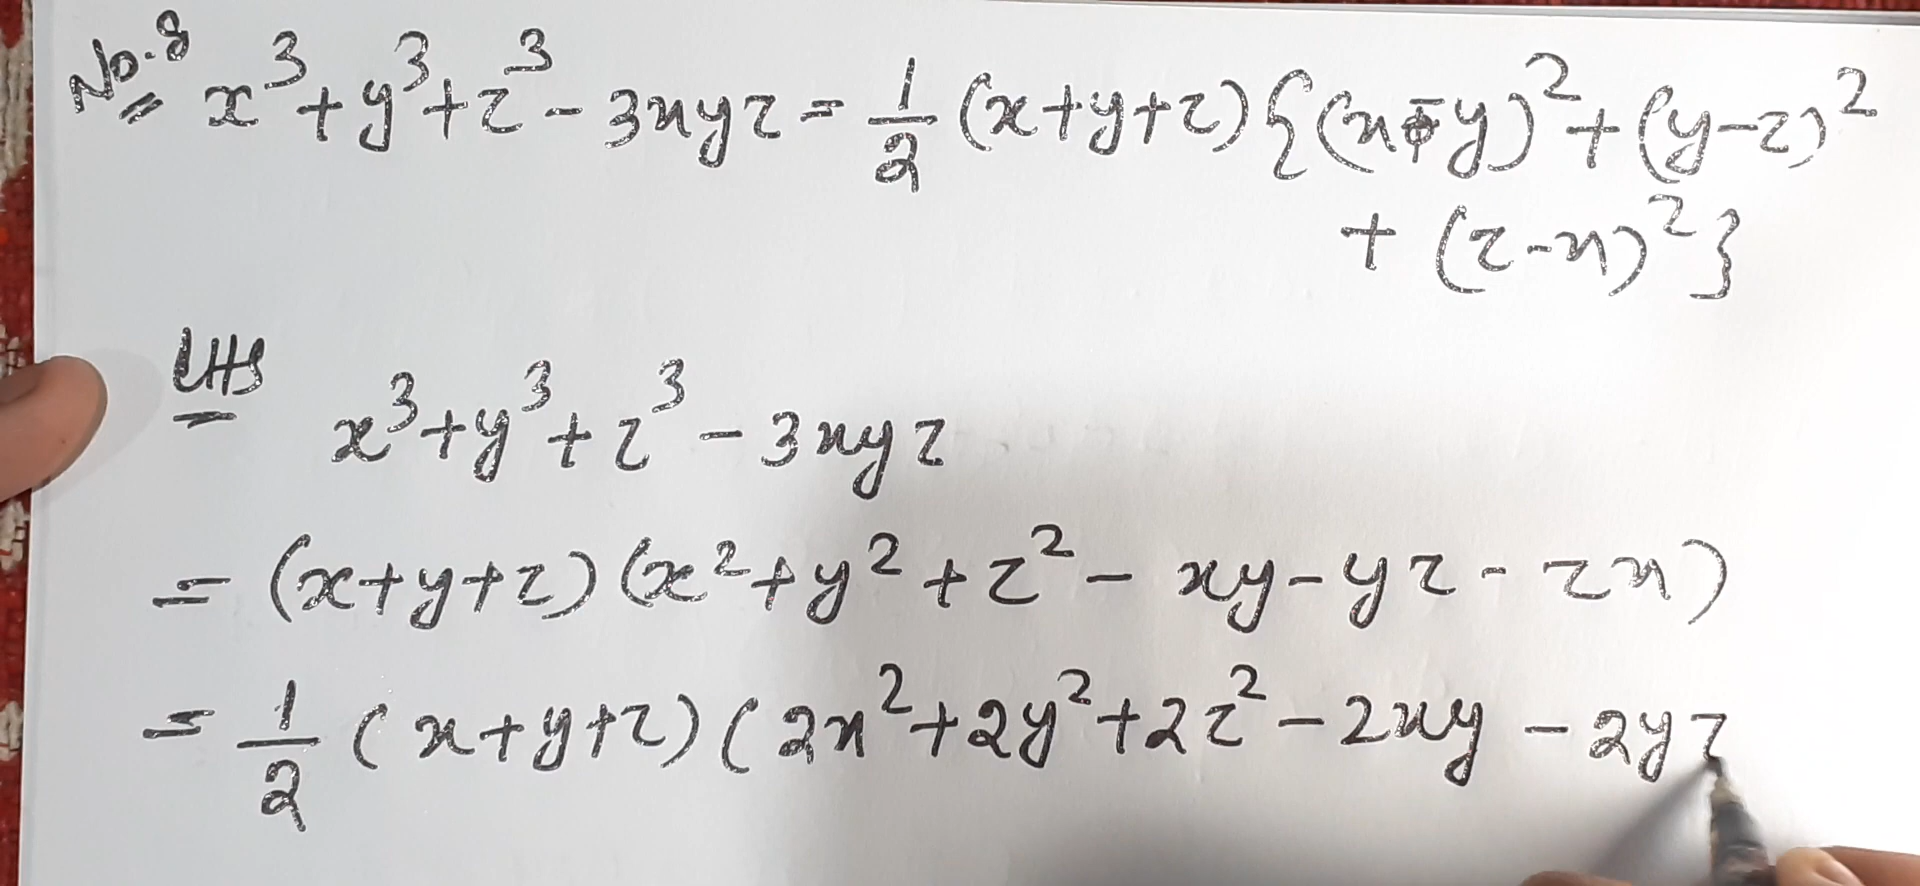 No.8 x³+y³+z³-3xyz = 1/2 (x+y+z){(x-y)²+(y-z)²
+ (z-x)²}
LHS
x³+y³+z³-3xyz
= (x+y+z)(x²+y²+z²-xy-yz-zx)
= 1/2 (x+y+z)(2x²+2y²+2z²-2xy-2yz